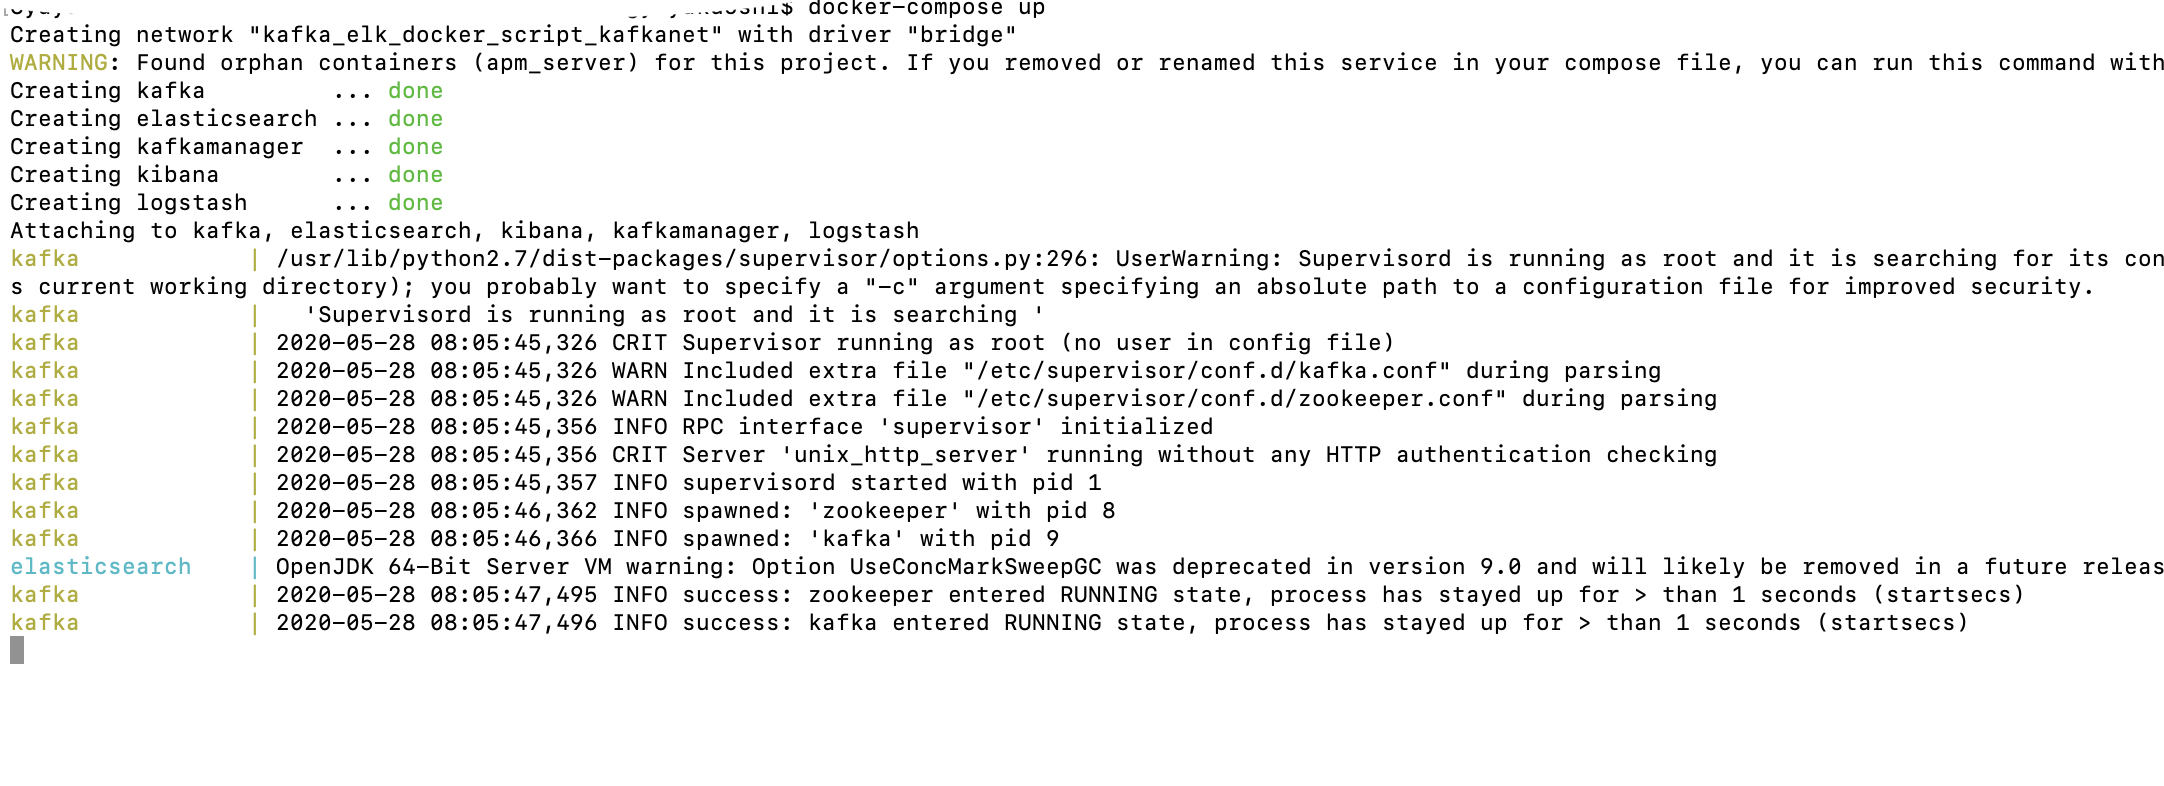 $ docker-compose up
Creating network "kafka_elk_docker_script_kafkanet" with driver "bridge"
WARNING: Found orphan containers (apm_server) for this project. If you removed or renamed this service in your compose file, you can run this command with
Creating kafka         ... done
Creating elasticsearch ... done
Creating kafkamanager  ... done
Creating kibana        ... done
Creating logstash      ... done
Attaching to kafka, elasticsearch, kibana, kafkamanager, logstash
kafka            | /usr/lib/python2.7/dist-packages/supervisor/options.py:296: UserWarning: Supervisord is running as root and it is searching for its con
s current working directory); you probably want to specify a "-c" argument specifying an absolute path to a configuration file for improved security.
kafka            |   'Supervisord is running as root and it is searching '
kafka            | 2020-05-28 08:05:45,326 CRIT Supervisor running as root (no user in config file)
kafka            | 2020-05-28 08:05:45,326 WARN Included extra file "/etc/supervisor/conf.d/kafka.conf" during parsing
kafka            | 2020-05-28 08:05:45,326 WARN Included extra file "/etc/supervisor/conf.d/zookeeper.conf" during parsing
kafka            | 2020-05-28 08:05:45,356 INFO RPC interface 'supervisor' initialized
kafka            | 2020-05-28 08:05:45,356 CRIT Server 'unix_http_server' running without any HTTP authentication checking
kafka            | 2020-05-28 08:05:45,357 INFO supervisord started with pid 1
kafka            | 2020-05-28 08:05:46,362 INFO spawned: 'zookeeper' with pid 8
kafka            | 2020-05-28 08:05:46,366 INFO spawned: 'kafka' with pid 9
elasticsearch    | OpenJDK 64-Bit Server VM warning: Option UseConcMarkSweepGC was deprecated in version 9.0 and will likely be removed in a future releas
kafka            | 2020-05-28 08:05:47,495 INFO success: zookeeper entered RUNNING state, process has stayed up for > than 1 seconds (startsecs)
kafka            | 2020-05-28 08:05:47,496 INFO success: kafka entered RUNNING state, process has stayed up for > than 1 seconds (startsecs)